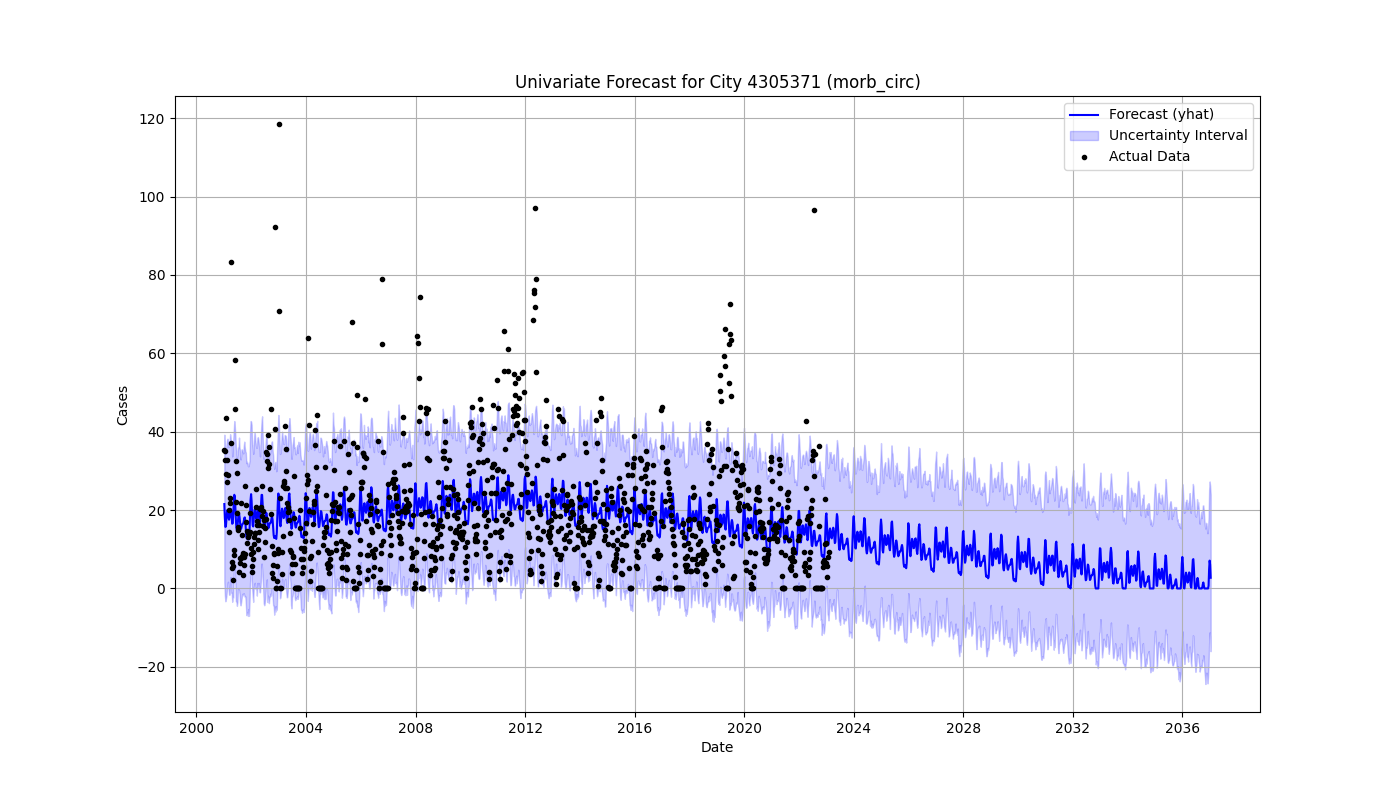 Univariate Forecast for City 4305371 (morb_circ)
Forecast (yhat)
Uncertainty Interval
Actual Data
120
100
80
60
40
20
0
−20
Cases
2000 2004 2008 2012 2016 2020 2024 2028 2032 2036
Date